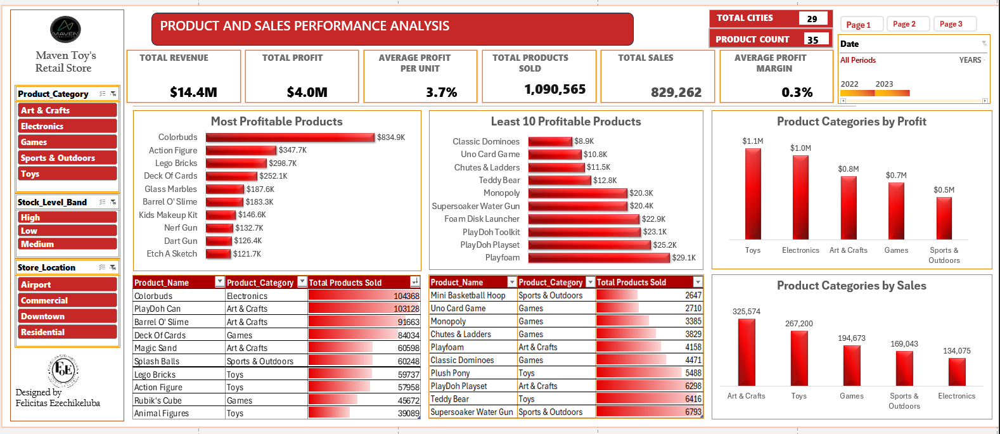 MAVEN
Maven Toy's
Retail Store
PRODUCT AND SALES PERFORMANCE ANALYSIS
TOTAL CITIES 29
PRODUCT COUNT 35
Page 1 Page 2 Page 3
Date
All Periods YEARS
2022 2023
TOTAL REVENUE
$14.4M
TOTAL PROFIT
$4.0M
AVERAGE PROFIT
PER UNIT
3.7%
TOTAL PRODUCTS
SOLD
1,090,565
TOTAL SALES
829,262
AVERAGE PROFIT
MARGIN
0.3%
Product_Category
Art & Crafts
Electronics
Games
Sports & Outdoors
Toys
Stock_Level_Band
High
Low
Medium
Store_Location
Airport
Commercial
Downtown
Residential
FOE
Designed by
Felicitas Ezechikeluba
Most Profitable Products
Colorbuds $834.9K
Action Figure $347.7K
Lego Bricks $298.7K
Deck Of Cards $252.1K
Glass Marbles $187.6K
Barrel O' Slime $183.3K
Kids Makeup Kit $146.6K
Nerf Gun $132.7K
Dart Gun $126.4K
Etch A Sketch $121.7K
Least 10 Profitable Products
Classic Dominoes $8.9K
Uno Card Game $10.8K
Chutes & Ladders $11.5K
Teddy Bear $12.8K
Monopoly $20.3K
Supersoaker Water Gun $20.4K
Foam Disk Launcher $22.9K
PlayDoh Toolkit $23.1K
PlayDoh Playset $25.2K
Playfoam $29.1K
Product Categories by Profit
$1.1M
$1.0M
$0.8M
$0.7M
$0.5M
Toys Electronics Art & Crafts Games Sports &
Outdoors
Product_Name Product_Category Total Products Sold
Colorbuds Electronics 104368
PlayDoh Can Art & Crafts 103128
Barrel O' Slime Art & Crafts 91663
Deck Of Cards Games 84034
Magic Sand Art & Crafts 60598
Splash Balls Sports & Outdoors 60248
Lego Bricks Toys 59737
Action Figure Toys 57958
Rubik's Cube Games 45672
Animal Figures Toys 39089
Product_Name Product_Category Total Products Sold
Mini Basketball Hoop Sports & Outdoors 2647
Uno Card Game Games 2710
Monopoly Games 3385
Chutes & Ladders Games 3829
Playfoam Art & Crafts 4158
Classic Dominoes Games 4471
Plush Pony Toys 5488
PlayDoh Playset Art & Crafts 6298
Teddy Bear Toys 6416
Supersoaker Water Gun Sports & Outdoors 6793
Product Categories by Sales
325,574
267,200
194,673
169,043
134,075
Art & Crafts Toys Games Sports & Electronics
Outdoors